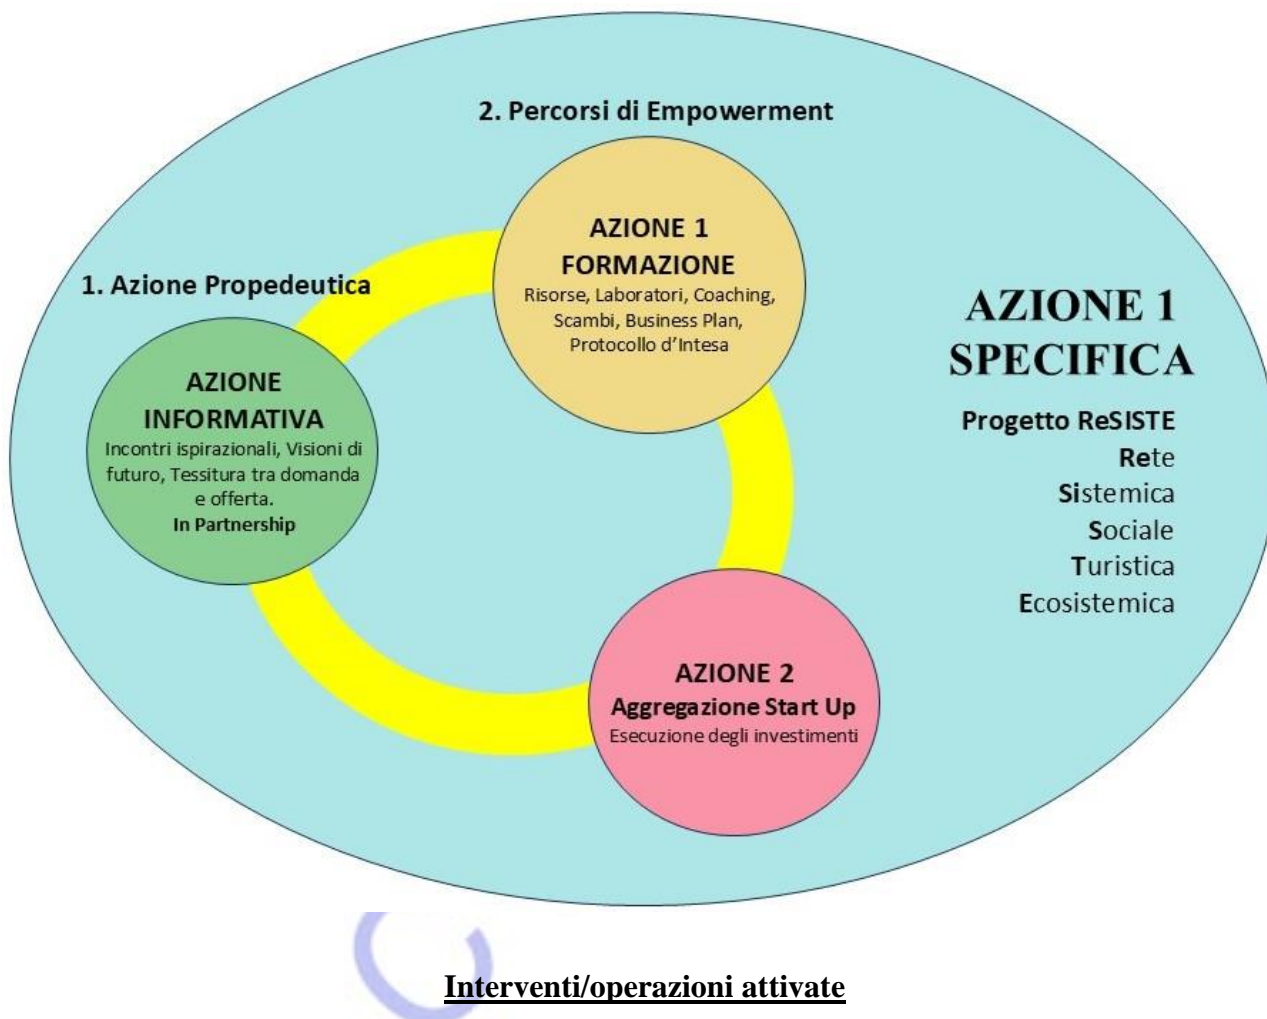 2. Percorsi di Empowerment
AZIONE 1
FORMAZIONE
Risorse, Laboratori, Coaching,
Scambi, Business Plan,
Protocollo d'Intesa
1. Azione Propedeutica
AZIONE
INFORMATIVA
Incontri ispirazionali, Visioni di
futuro, Tessitura tra domanda
e offerta.
In Partnership
AZIONE 2
Aggregazione Start Up
Esecuzione degli investimenti
AZIONE 1
SPECIFICA
Progetto ReSISTE
Rete
Sistemica
Sociale
Turistica
Ecosistemica
Interventi/operazioni attivate